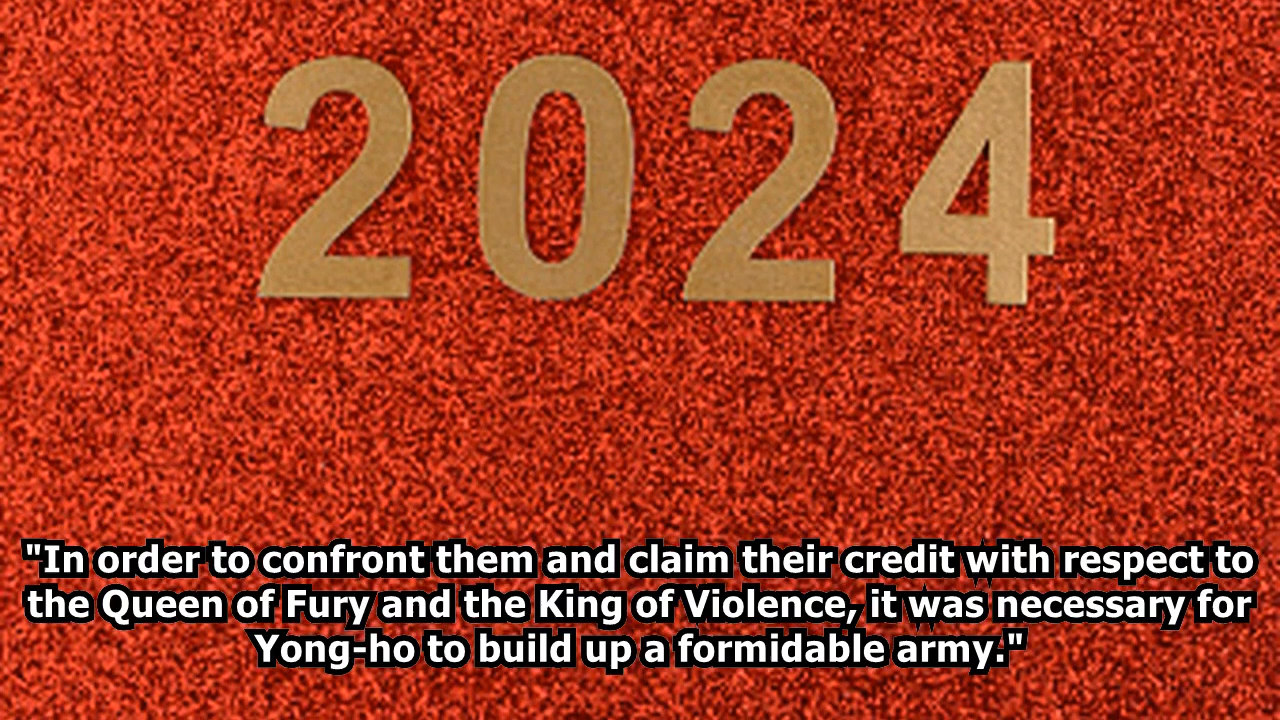 2024
"In order to confront them and claim their credit with respect to
the Queen of Fury and the King of Violence, it was necessary for
Yong-ho to build up a formidable army."